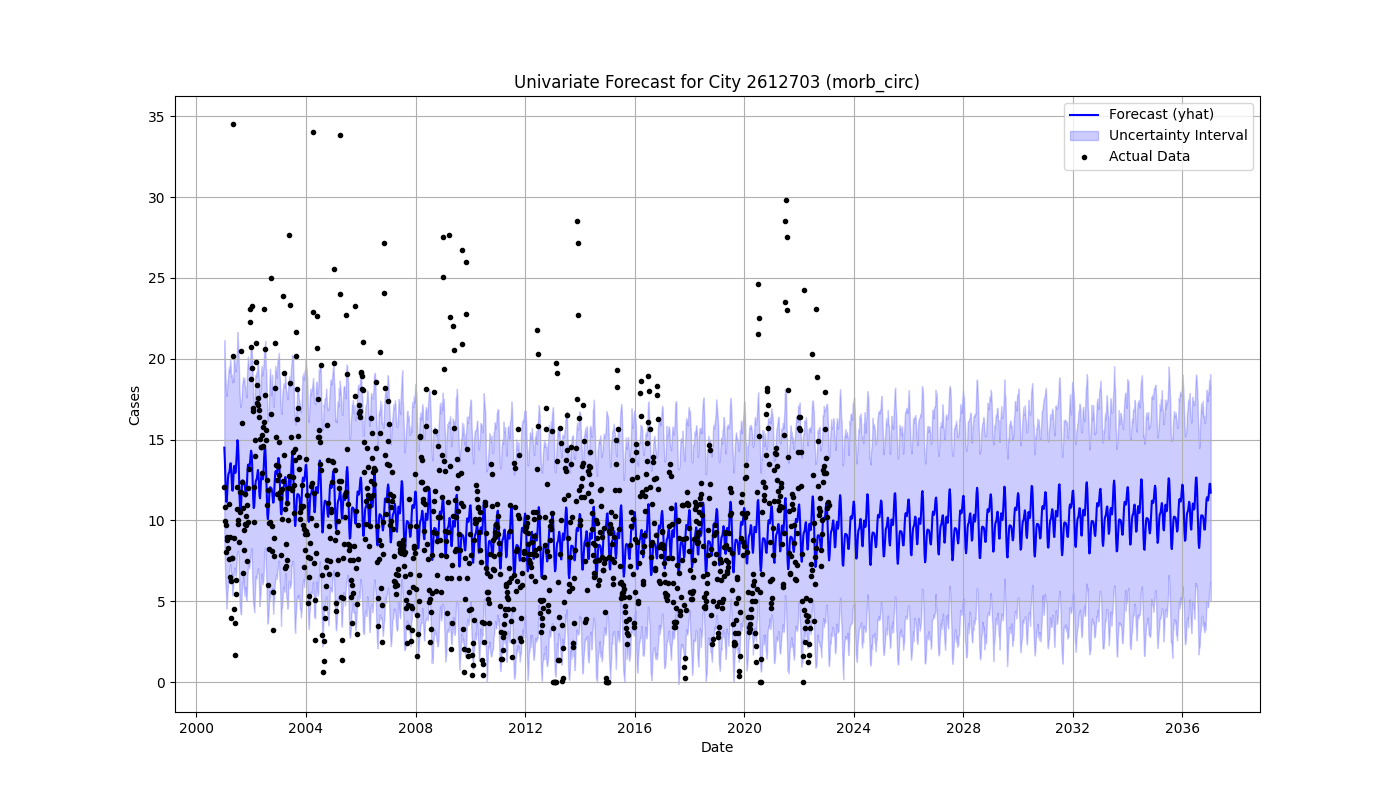 Univariate Forecast for City 2612703 (morb_circ)
Forecast (yhat)
Uncertainty Interval
Actual Data
Cases
35
30
25
20
15
10
5
0
2000 2004 2008 2012 2016 2020 2024 2028 2032 2036
Date